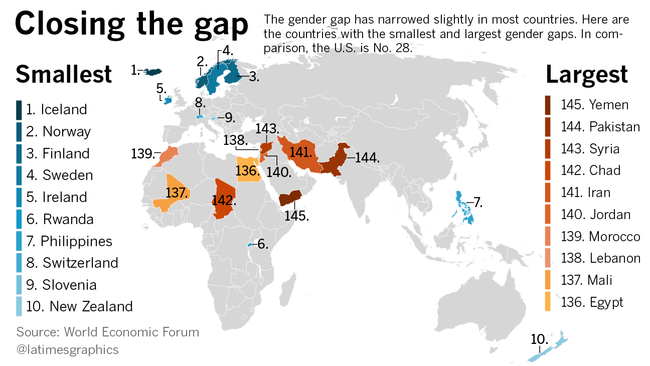 Closing the gap
The gender gap has narrowed slightly in most countries. Here are
the countries with the smallest and largest gender gaps. In com-
parison, the U.S. is No. 28.
Smallest
1. Iceland
2. Norway
3. Finland
4. Sweden
5. Ireland
6. Rwanda
7. Philippines
8. Switzerland
9. Slovenia
10. New Zealand
Source: World Economic Forum
@latimesgraphics
1.
2.
4.
3.
5.
8.
9.
143.
138.
139.
141.
144.
136.
140.
137.
142.
145.
7.
6.
10.
Largest
145. Yemen
144. Pakistan
143. Syria
142. Chad
141. Iran
140. Jordan
139. Morocco
138. Lebanon
137. Mali
136. Egypt